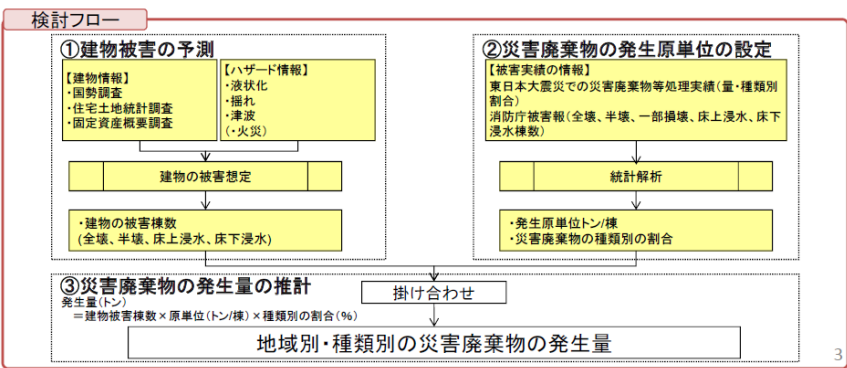 検討フロー
①建物被害の予測
【建物情報】
・国勢調査
・住宅土地統計調査
・固定資産概要調査
【ハザード情報】
・液状化
・揺れ
・津波
(・火災)
建物の被害想定
・建物の被害棟数
(全壊、半壊、床上浸水、床下浸水)
②災害廃棄物の発生原単位の設定
【被害実績の情報】
東日本大震災での災害廃棄物等処理実績(量・種類別
割合)
消防庁被害報(全壊、半壊、一部損壊、床上浸水、床下
浸水棟数)
統計解析
・発生原単位トン/棟
・災害廃棄物の種類別の割合
③災害廃棄物の発生量の推計
発生量(トン)
＝建物被害棟数×原単位(トン/棟)×種類別の割合(%)
掛け合わせ
地域別・種類別の災害廃棄物の発生量
3